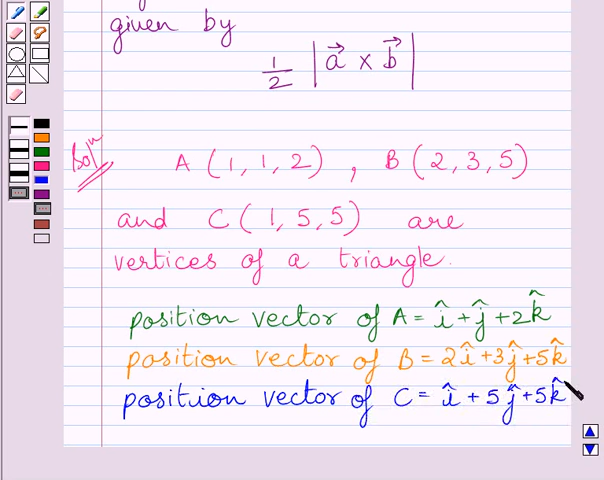 given by
1/2 |a⃗ × b⃗|
Solⁿ A (1, 1, 2) , B (2, 3, 5)
and C (1, 5, 5) are
vertices of a triangle.
position vector of A = î + ĵ + 2k̂
position vector of B = 2î + 3ĵ + 5k̂
position vector of C = î + 5ĵ + 5k̂